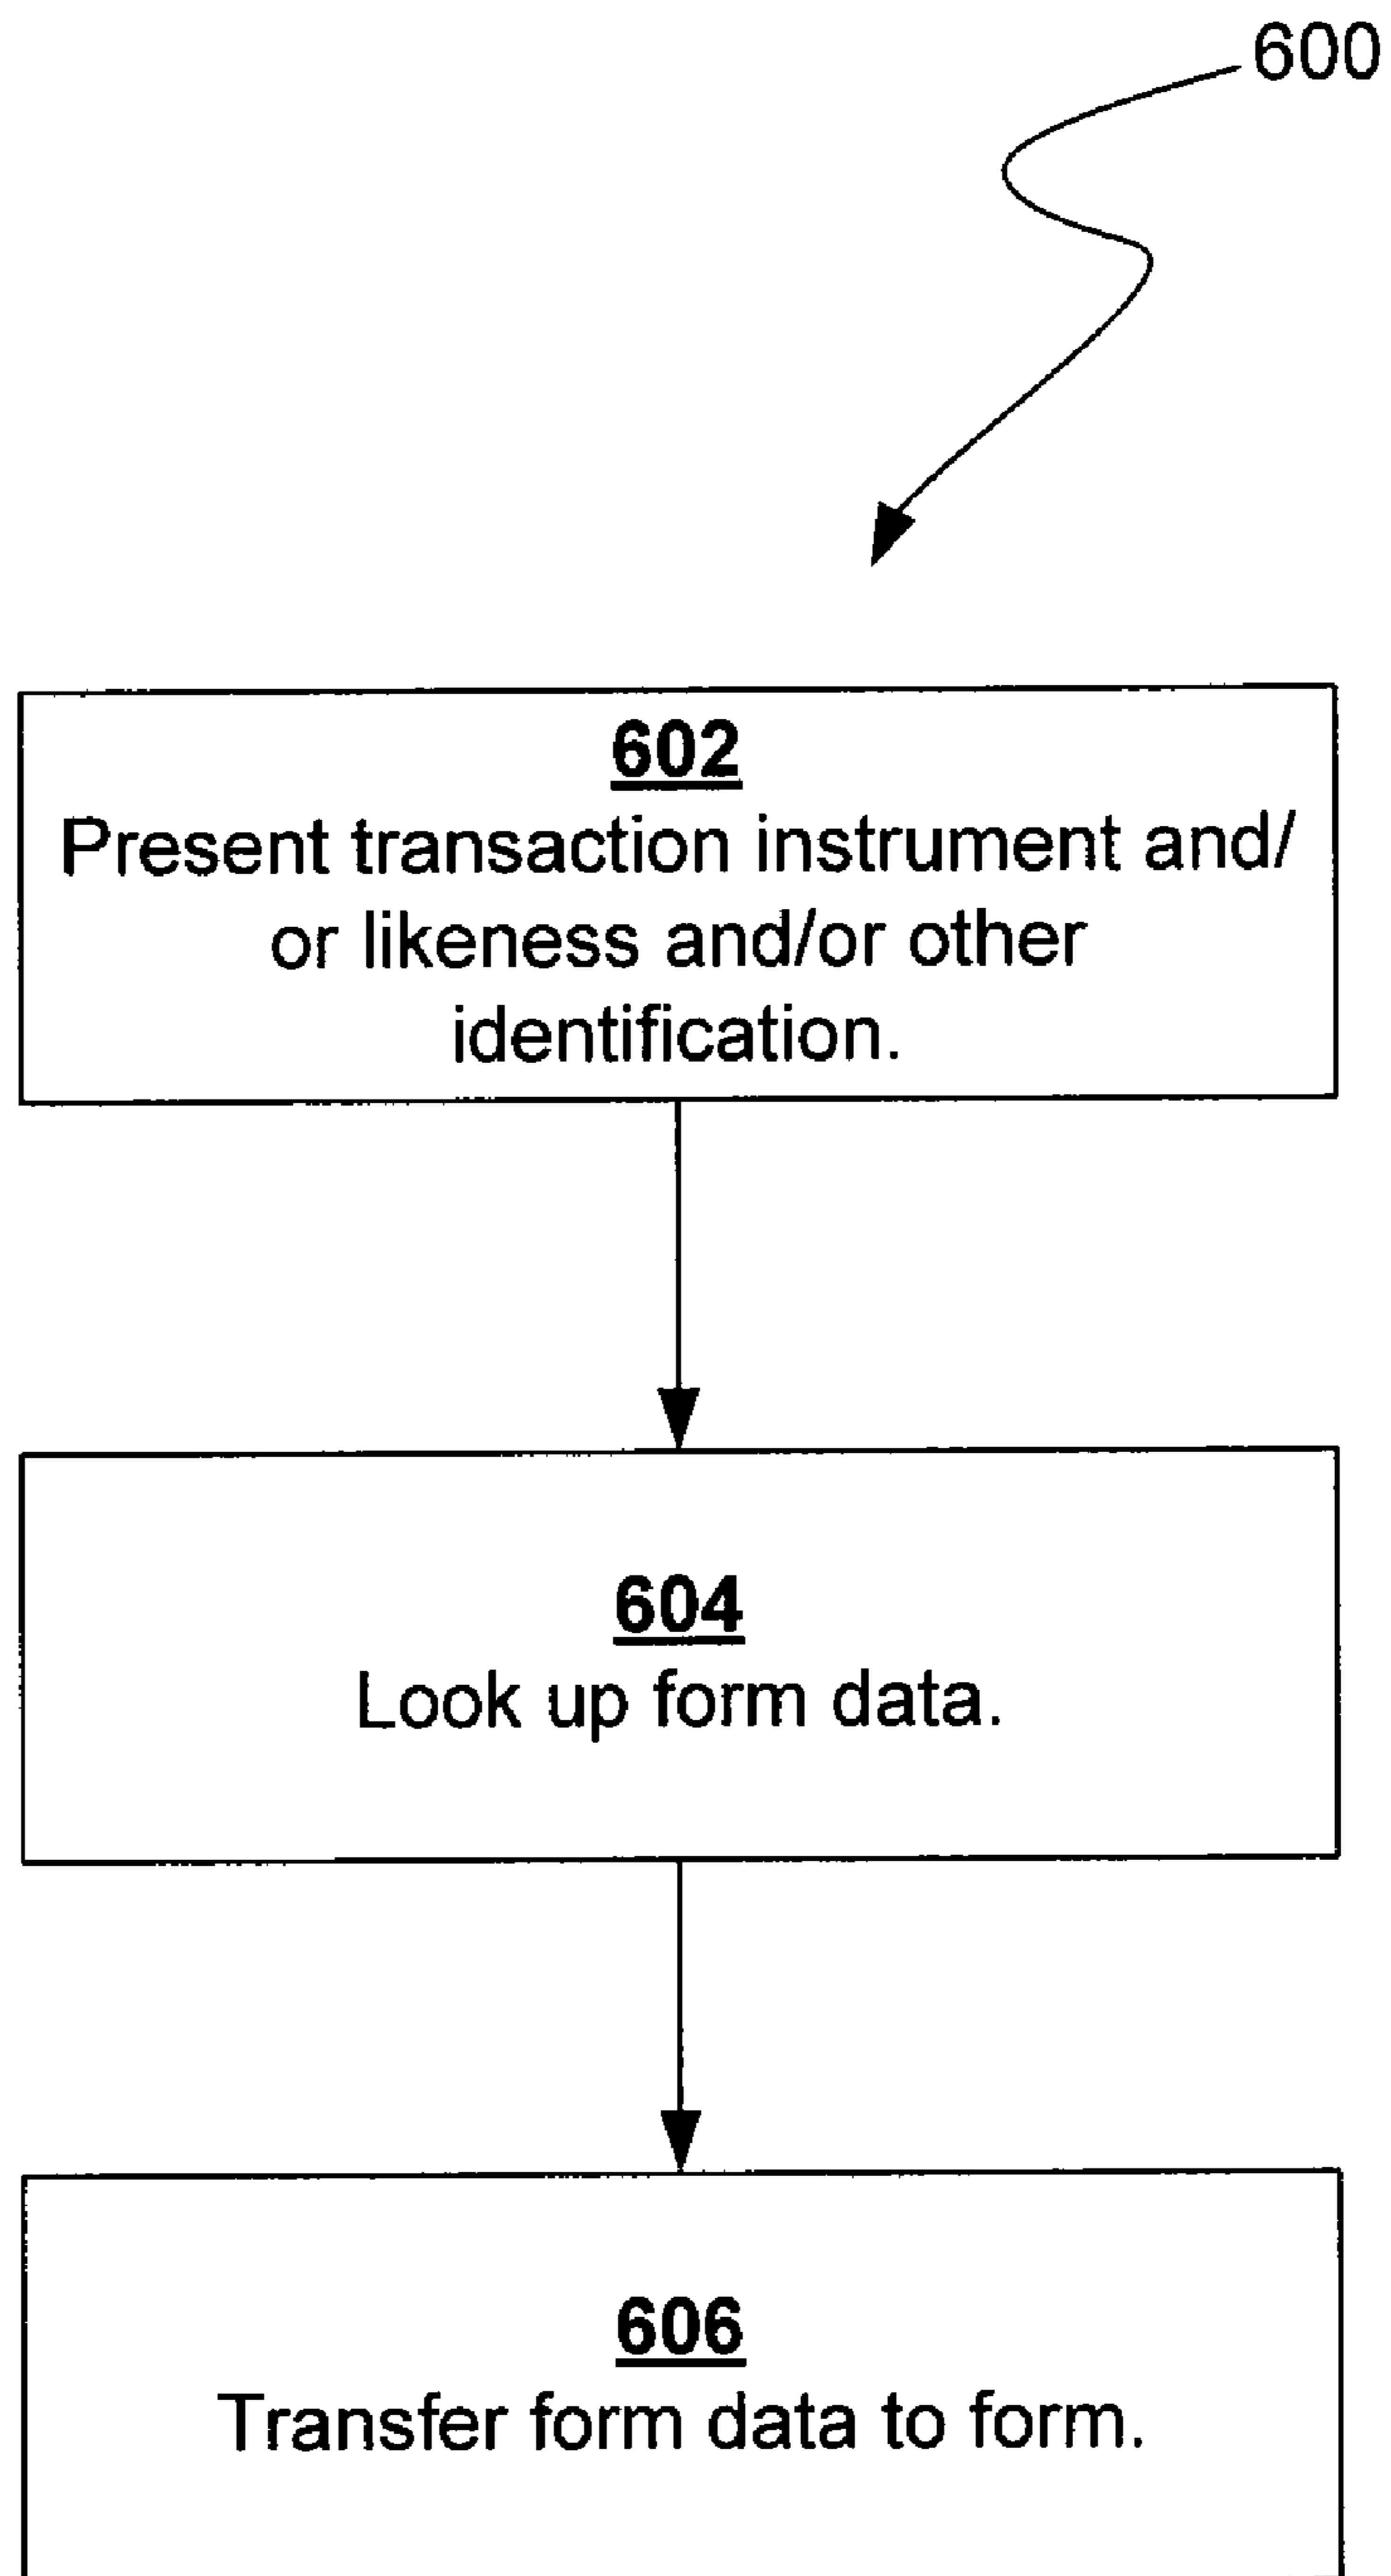 600
602
Present transaction instrument and/
or likeness and/or other
identification.
604
Look up form data.
606
Transfer form data to form.